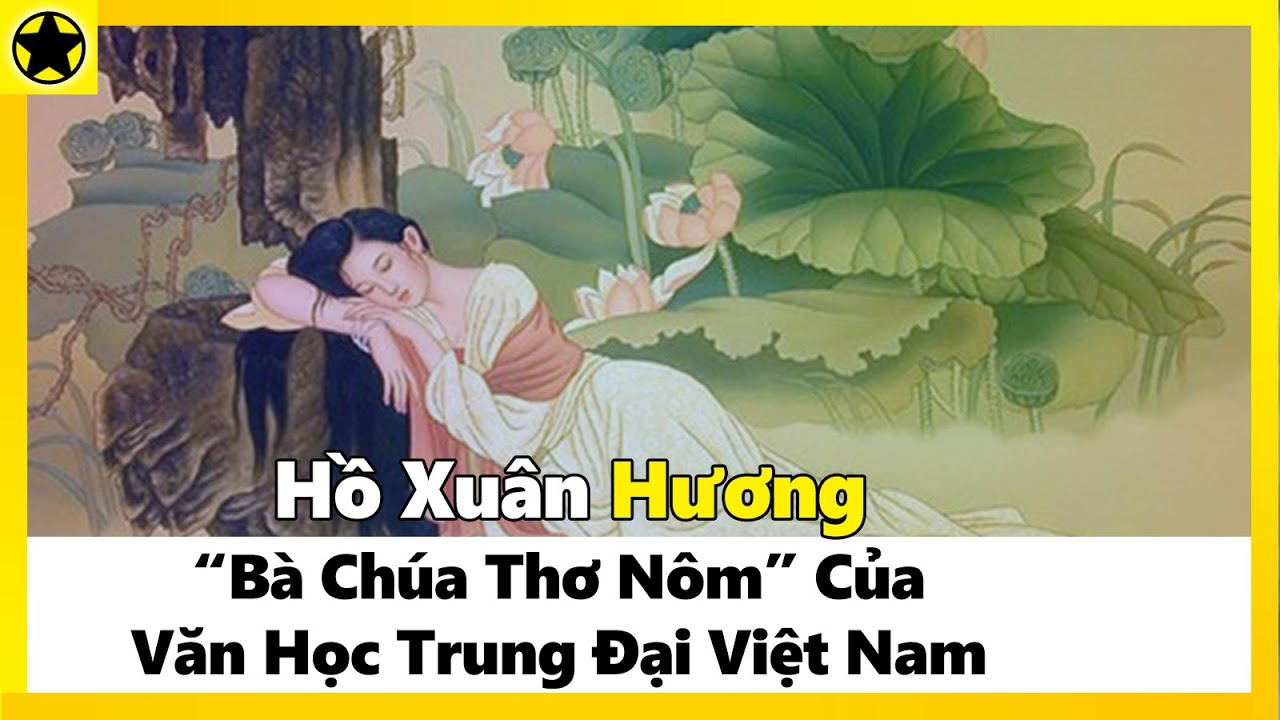 Hồ Xuân Hương
“Bà Chúa Thơ Nôm” Của
Văn Học Trung Đại Việt Nam